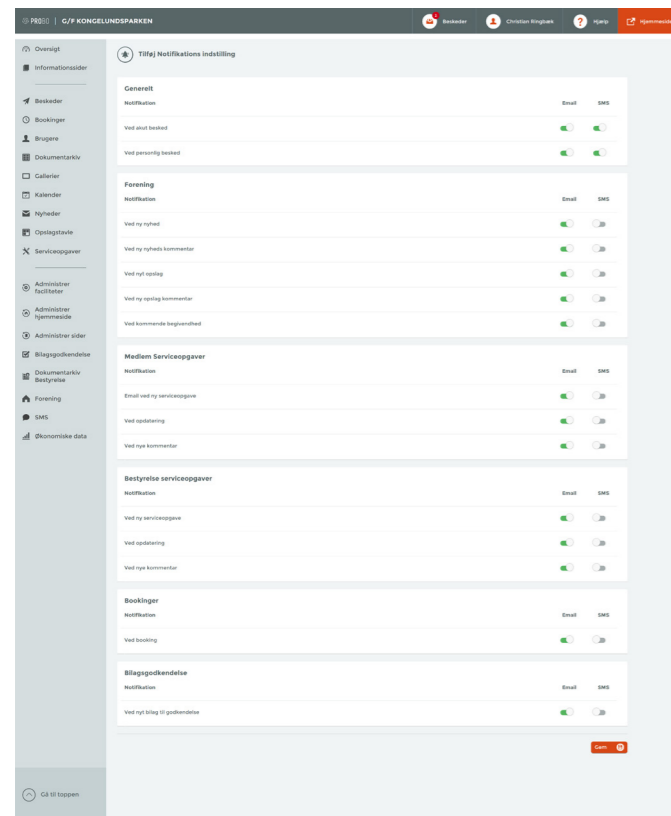 PROBO | G/F KONGELUNDSPARKEN
2
Beskeder
Christian Ringbæk
? Hjælp
Hjemmeside
Oversigt
Informationssider
Beskeder
Bookinger
Brugere
Dokumentarkiv
Gallerier
Kalender
Nyheder
Opslagstavle
Serviceopgaver
Administrer
faciliteter
Administrer
hjemmeside
Administrer sider
Bilagsgodkendelse
Dokumentarkiv
Bestyrelse
Forening
SMS
Økonomiske data
Gå til toppen
Tilføj Notifikations indstilling
Generelt
Notifikation Email SMS
Ved akut besked
Ved personlig besked
Forening
Notifikation Email SMS
Ved ny nyhed
Ved ny nyheds kommentar
Ved nyt opslag
Ved ny opslag kommentar
Ved kommende begivendhed
Medlem Serviceopgaver
Notifikation Email SMS
Email ved ny serviceopgave
Ved opdatering
Ved nye kommentar
Bestyrelse serviceopgaver
Notifikation Email SMS
Ved ny serviceopgave
Ved opdatering
Ved nye kommentar
Bookinger
Notifikation Email SMS
Ved booking
Bilagsgodkendelse
Notifikation Email SMS
Ved nyt bilag til godkendelse
Gem